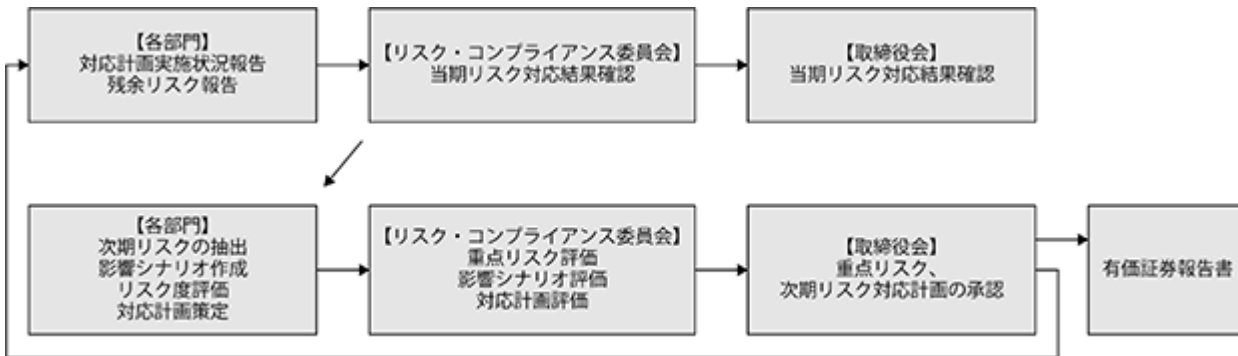 【各部門】
対応計画実施状況報告
残余リスク報告
【リスク・コンプライアンス委員会】
当期リスク対応結果確認
【取締役会】
当期リスク対応結果確認
【各部門】
次期リスクの抽出
影響シナリオ作成
リスク度評価
対応計画策定
【リスク・コンプライアンス委員会】
重点リスク評価
影響シナリオ評価
対応計画評価
【取締役会】
重点リスク、
次期リスク対応計画の承認
有価証券報告書